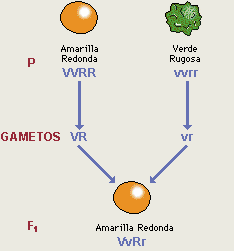 Amarilla Verde
Redonda Rugosa
P VVRR vvrr
GAMETOS VR vr
Amarilla Redonda
F1 VvRr